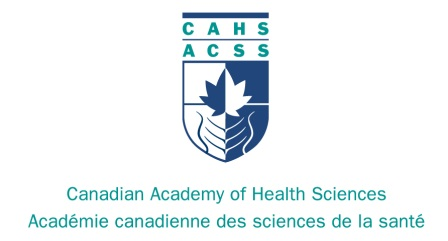 CAHS
ACSS
Canadian Academy of Health Sciences
Académie canadienne des sciences de la santé